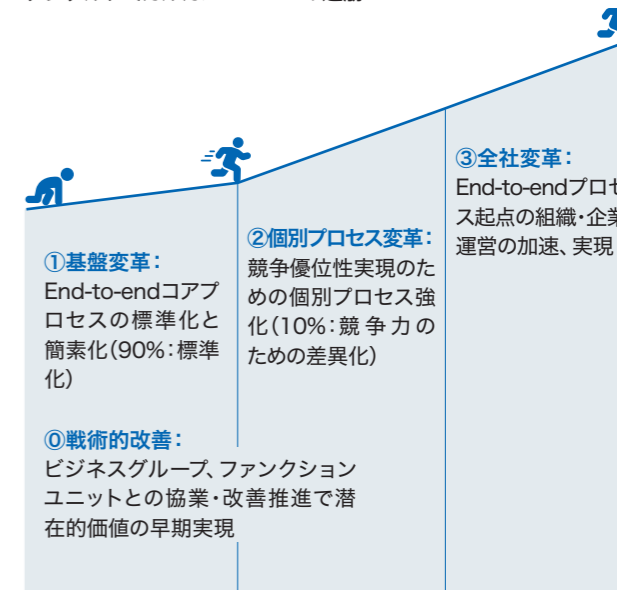 ①基盤変革：
End-to-endコアプ
ロセスの標準化と
簡素化（90%：標準
化）
②個別プロセス変革：
競争優位性実現のた
めの個別プロセス強
化（10%：競争力の
ための差異化）
③全社変革：
End-to-endプロセ
ス起点の組織・企業
運営の加速、実現
⓪戦術的改善：
ビジネスグループ、ファンクション
ユニットとの協業・改善推進で潜
在的価値の早期実現